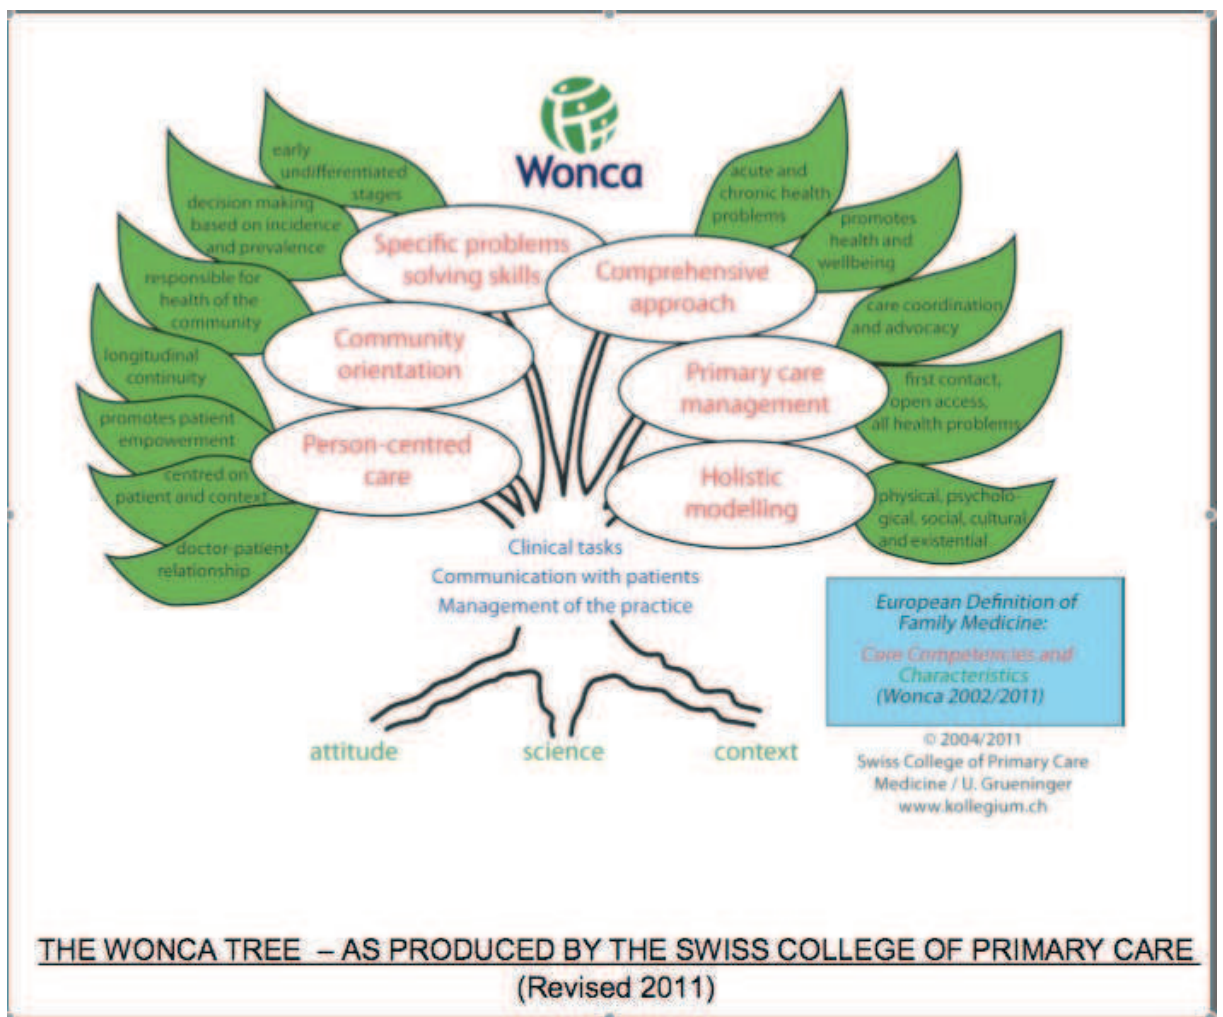 Wonca
early
undifferentiated
stages
decision making
based on incidence
and prevalence
responsible for
health of the
community
longitudinal
continuity
promotes patient
empowerment
centred on
patient and context
doctor-patient
relationship
Specific problems
solving skills
Community
orientation
Person-centred
care
acute and
chronic health
problems
promotes
health and
wellbeing
care coordination
and advocacy
first contact,
open access,
all health problems
physical, psycholo-
gical, social, cultural
and existential
Comprehensive
approach
Primary care
management
Holistic
modelling
Clinical tasks
Communication with patients
Management of the practice
attitude
science
context
European Definition of
Family Medicine:
Core Competencies and
Characteristics
(Wonca 2002/2011)
© 2004/2011
Swiss College of Primary Care
Medicine / U. Grueninger
www.kollegium.ch
THE WONCA TREE – AS PRODUCED BY THE SWISS COLLEGE OF PRIMARY CARE
(Revised 2011)